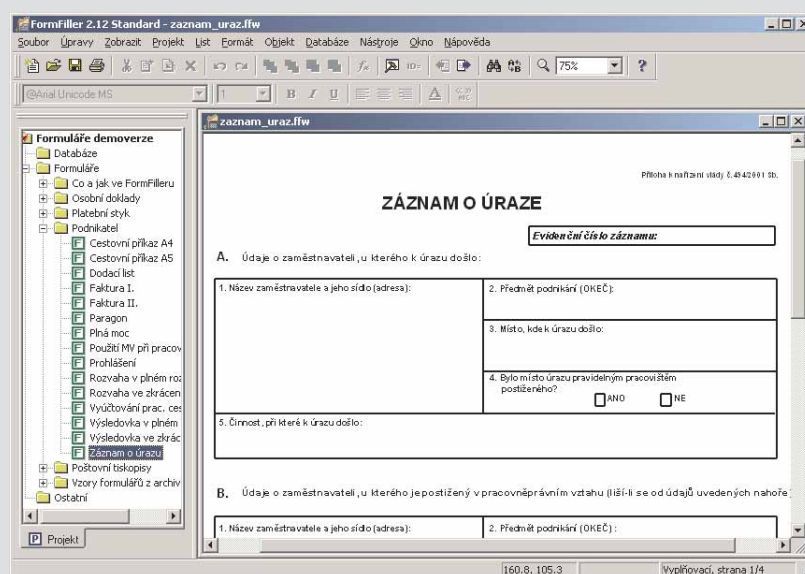 FormFiller 2.12 Standard - zaznam_uraz.ffw
Soubor Úpravy Zobrazit Projekt List Formát Objekt Databáze Nástroje Okno Nápověda
75%
@Arial Unicode MS 1 B I U A
zaznam_uraz.ffw
Formuláře demoverze
Databáze
Formuláře
Co a jak ve FormFilleru
Osobní doklady
Platební styk
Podnikatel
Cestovní příkaz A4
Cestovní příkaz A5
Dodací list
Faktura I.
Faktura II.
Paragon
Plná moc
Použití MV při pracov
Prohlášení
Rozvaha v plném roz
Rozvaha ve zkrácen
Vyúčtování prac. ces
Výsledovka v plném
Výsledovka ve zkrác
Záznam o úrazu
Poštovní tiskopisy
Vzory formulářů z archiv
Ostatní
Projekt
Příloha k nařízení vlády č.494/2001 Sb.
ZÁZNAM O ÚRAZE
Evidenční číslo záznamu:
A. Údaje o zaměstnavateli, u kterého k úrazu došlo:
1. Název zaměstnavatele a jeho sídlo (adresa):
2. Předmět podnikání (OKEČ):
3. Místo, kde k úrazu došlo:
4. Bylo místo úrazu pravidelným pracovištěm
postiženého?
ANO NE
5. Činnost, při které k úrazu došlo:
B. Údaje o zaměstnavateli, u kterého je postižený v pracovněprávním vztahu (liší-li se od údajů uvedených nahoře)
1. Název zaměstnavatele a jeho sídlo (adresa):
2. Předmět podnikání (OKEČ):
160.8, 105.3 Vyplňovací, strana 1/4